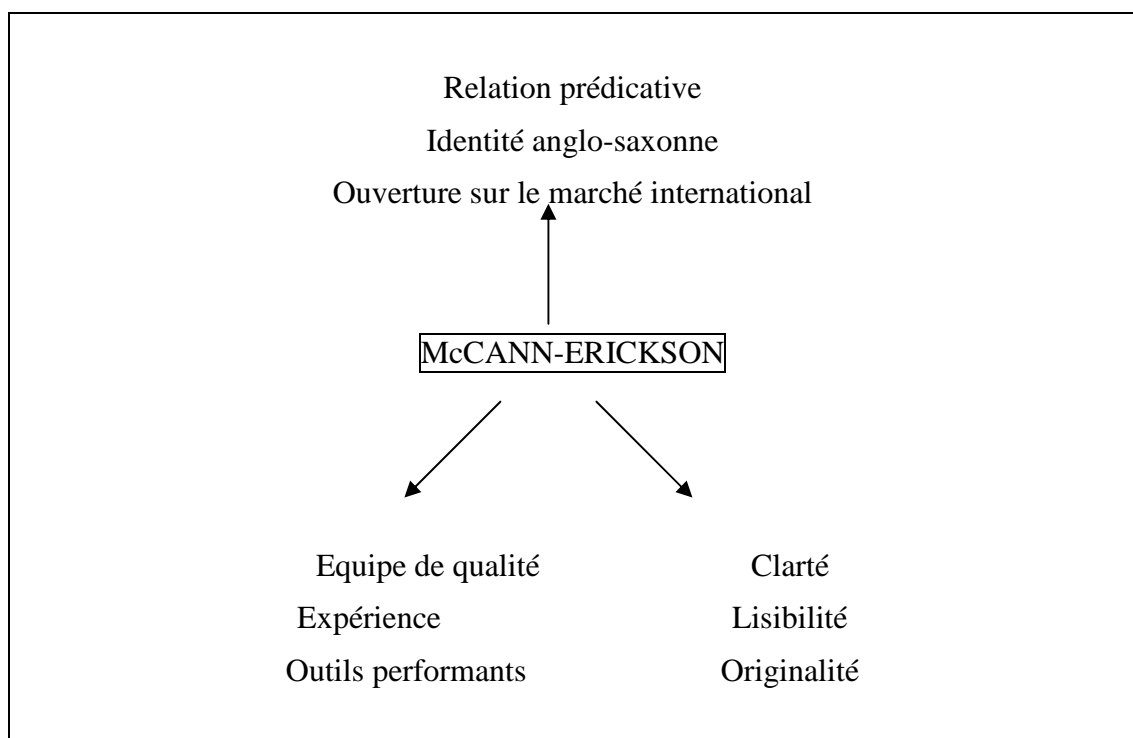 Relation prédicative
Identité anglo-saxonne
Ouverture sur le marché international
McCANN-ERICKSON
Equipe de qualité
Expérience
Outils performants
Clarté
Lisibilité
Originalité